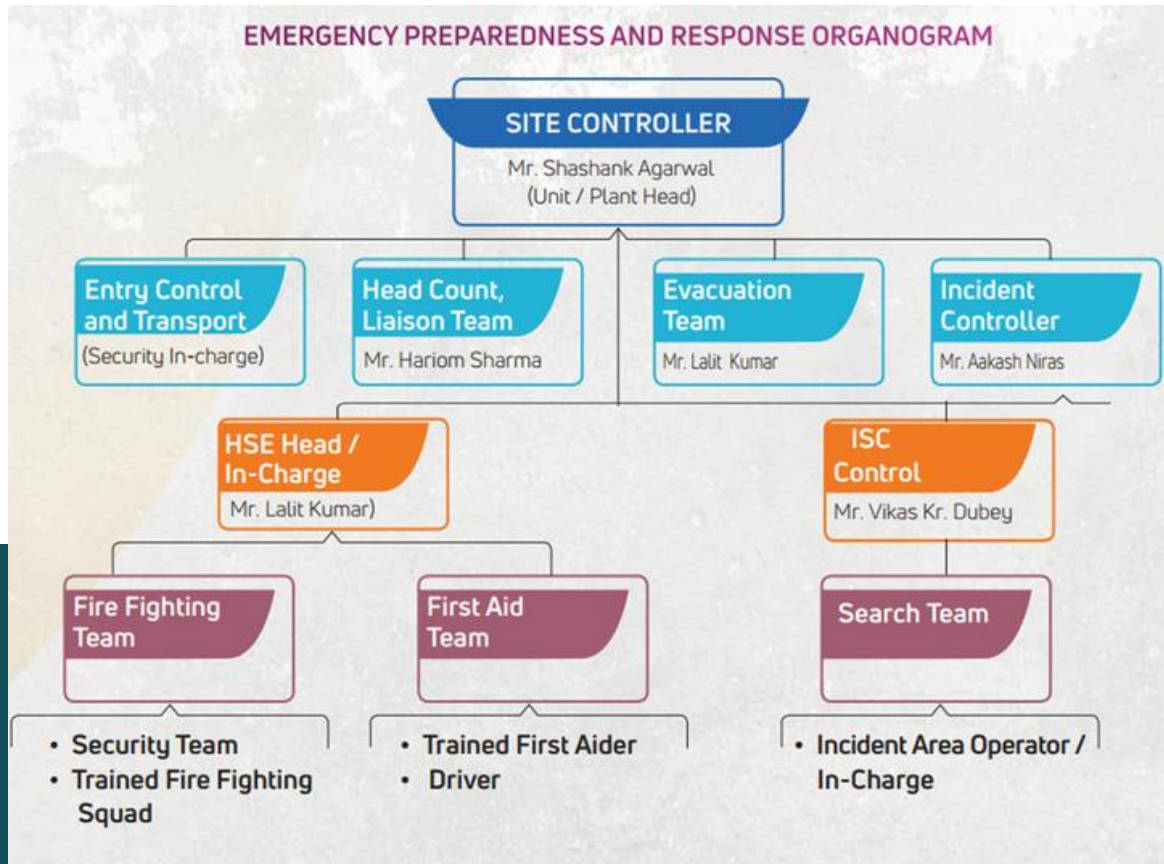 EMERGENCY PREPAREDNESS AND RESPONSE ORGANOGRAM
SITE CONTROLLER
Mr. Shashank Agarwal
(Unit / Plant Head)
Entry Control
and Transport
(Security In-charge)
Head Count,
Liaison Team
Mr. Hariom Sharma
Evacuation
Team
Mr. Lalit Kumar
Incident
Controller
Mr. Aakash Niras
HSE Head /
In-Charge
Mr. Lalit Kumar)
ISC
Control
Mr. Vikas Kr. Dubey
Fire Fighting
Team
First Aid
Team
Search Team
• Security Team
• Trained Fire Fighting
Squad
• Trained First Aider
• Driver
• Incident Area Operator /
In-Charge